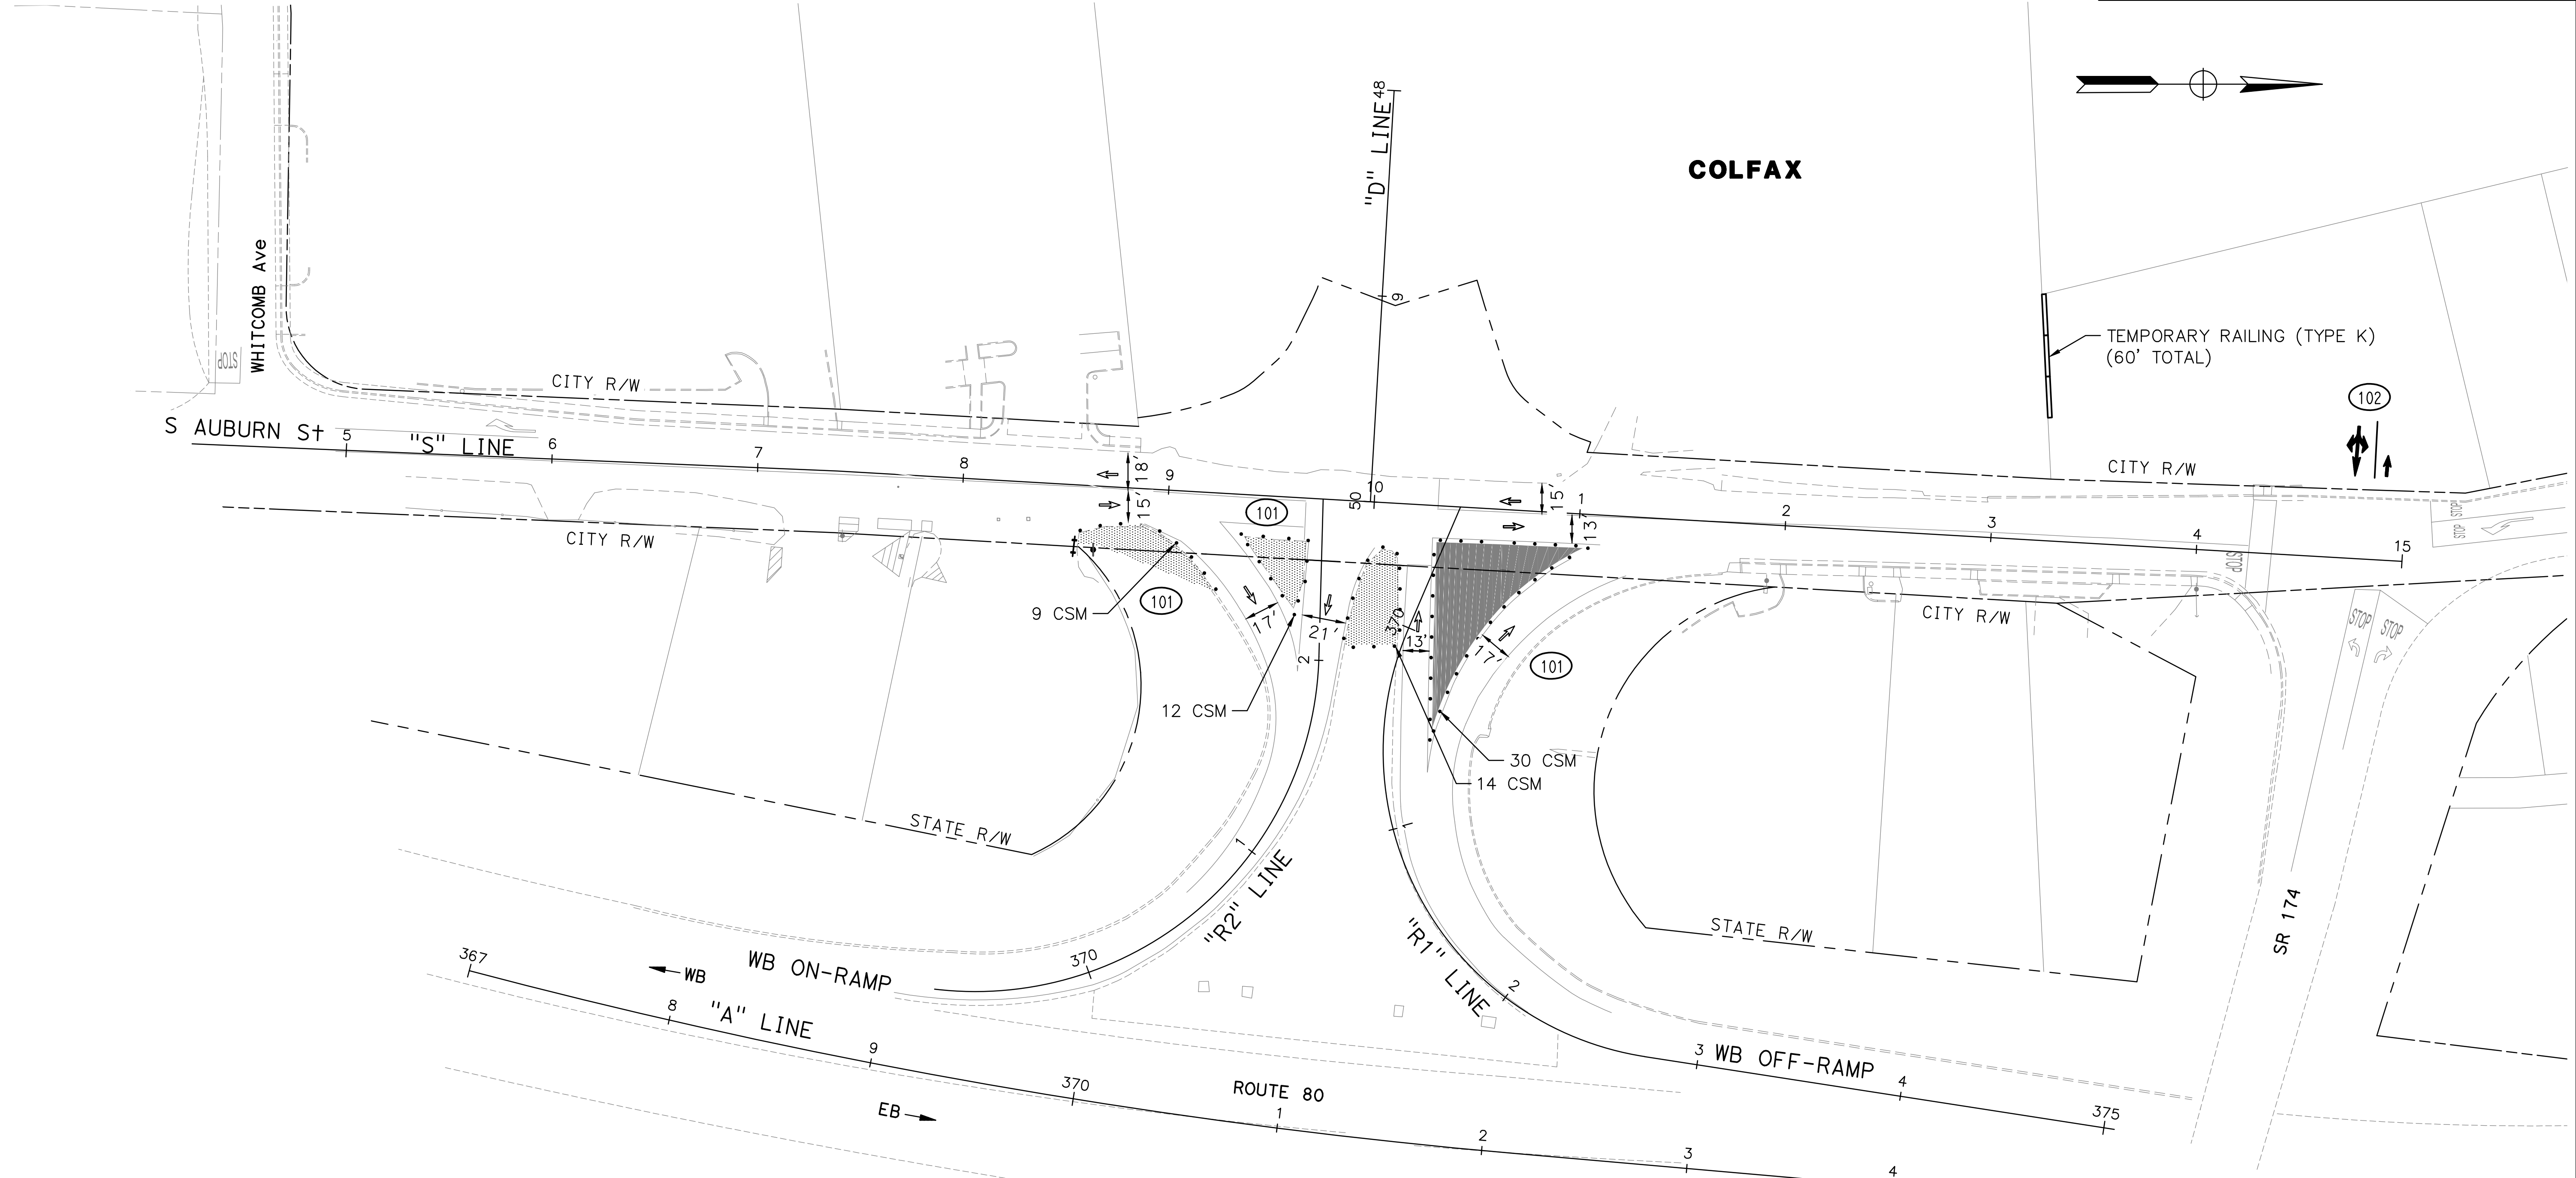 48
"D" LINE
COLFAX
WHITCOMB Ave
STOP
9
TEMPORARY RAILING (TYPE K)
(60' TOTAL)
102
CITY R/W
S AUBURN St
5
"S" LINE
6
7
8
18'
9
15'
50
10
15'
1
13'
2
3
4
15
CITY R/W
STOP
STOP
STOP
STOP
CITY R/W
101
9 CSM
101
17'
21'
2
370
13'
17'
101
CITY R/W
STOP
STOP
12 CSM
30 CSM
14 CSM
STATE R/W
1
"R2" LINE
1
"R1" LINE
2
STATE R/W
SR 174
367
WB
WB ON-RAMP
370
8
"A" LINE
9
370
EB
ROUTE 80
1
2
3
4
3
WB OFF-RAMP
4
375